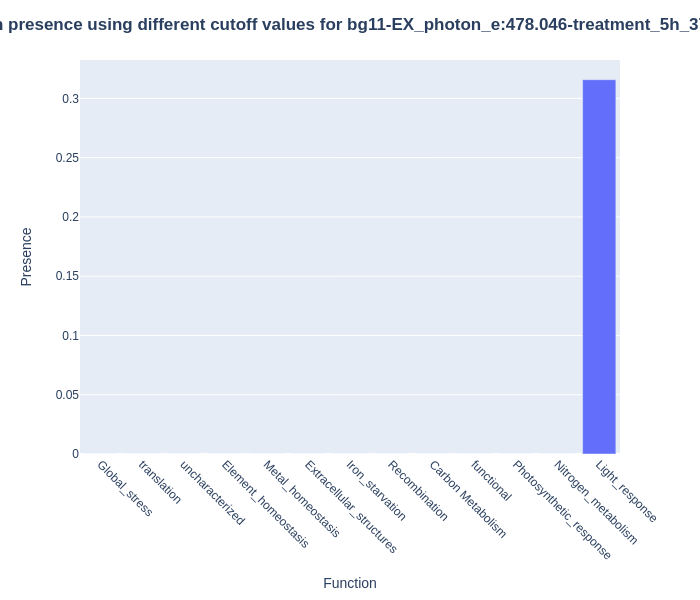 presence using different cutoff values for bg11-EX_photon_e:478.046-treatment_5h_
0.3
0.25
0.2
0.15
0.1
0.05
0
Presence
Global_stress
translation
uncharacterized
Element_homeostasis
Metal_homeostasis
Extracellular_structures
Iron_starvation
Recombination
Carbon Metabolism
functional
Photosynthetic_response
Nitrogen_metabolism
Light_response
Function